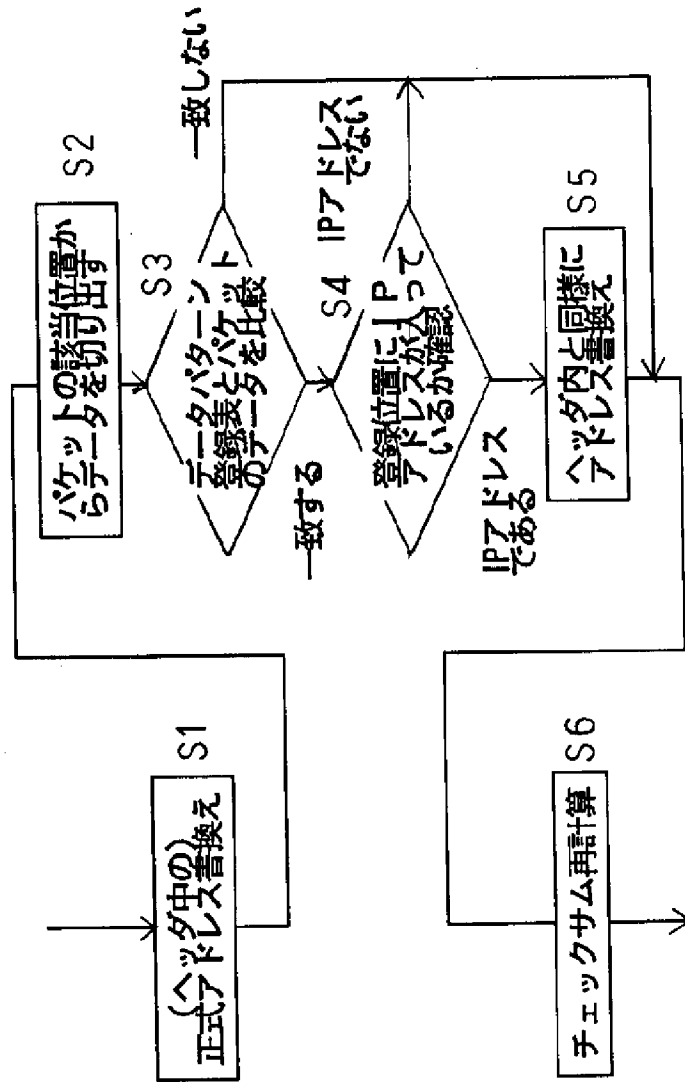 (ヘッダ中の)
正式アドレス書換え
S1
パケットの該当位置か
らデータを切り出す
S2
データパターン
登録表とパケット
のデータを比較
S3
一致しない
一致する
登録位置にIP
アドレスが入って
いるか確認
S4
IPアドレス
でない
IPアドレス
である
ヘッダ内と同様に
アドレス書換え
S5
チェックサム再計算
S6